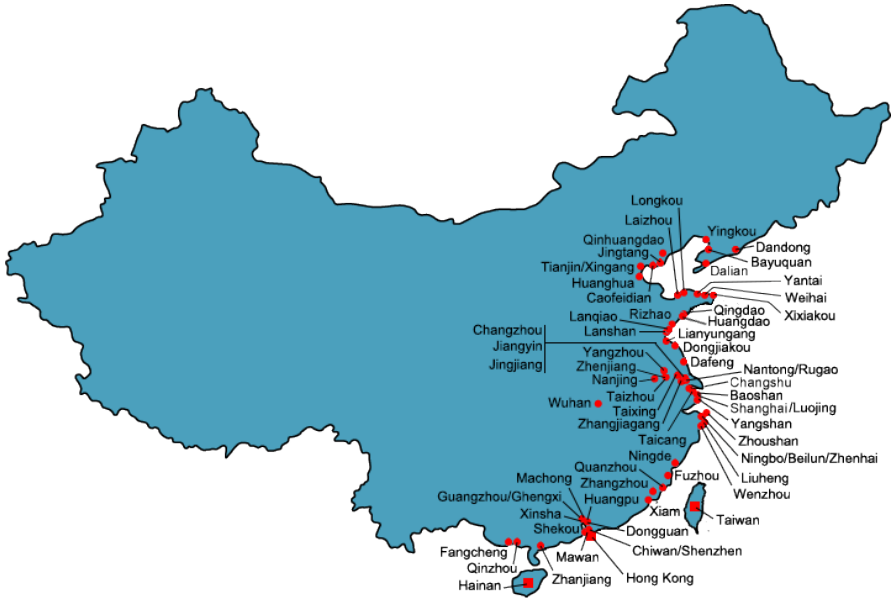 Longkou
Laizhou
Yingkou
Qinhuangdao
Dandong
Jingtang
Bayuquan
Tianjin/Xingang
Dalian
Huanghua
Yantai
Caofeidian
Weihai
Xixiakou
Rizhao
Qingdao
Lanqiao
Huangdao
Changzhou
Lanshan
Lianyungang
Jiangyin
Dongjiakou
Yangzhou
Jingjiang
Dafeng
Zhenjiang
Nantong/Rugao
Nanjing
Changshu
Taizhou
Baoshan
Wuhan
Shanghai/Luojing
Taixing
Yangshan
Zhangjiagang
Taicang
Zhoushan
Ningde
Ningbo/Beilun/Zhenhai
Quanzhou
Fuzhou
Liuheng
Machong
Zhangzhou
Wenzhou
Guangzhou/Ghengxi
Huangpu
Xinsha
Xiam
Taiwan
Shekou
Dongguan
Fangcheng
Mawan
Chiwan/Shenzhen
Qinzhou
Zhanjiang
Hong Kong
Hainan